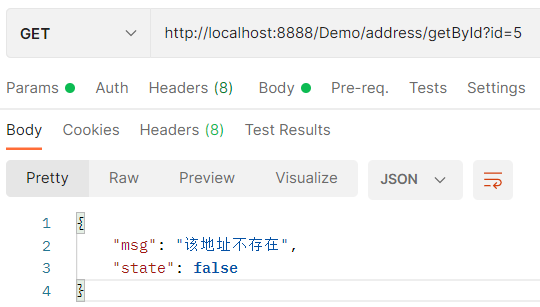 GET http://localhost:8888/Demo/address/getById?id=5
Params Auth Headers (8) Body Pre-req. Tests Settings
Body Cookies Headers (8) Test Results
Pretty Raw Preview Visualize JSON
1 {
2 "msg": "该地址不存在",
3 "state": false
4 }